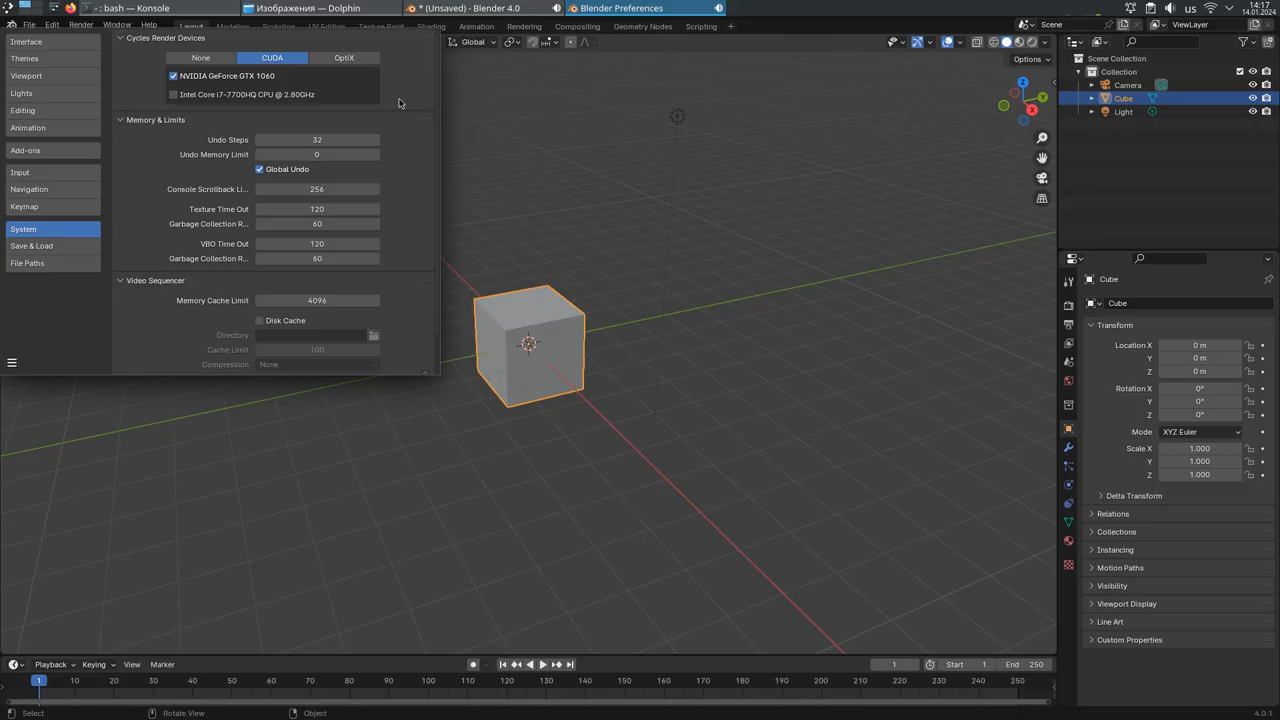 : bash — Konsole
Изображения — Dolphin
* (Unsaved) - Blender 4.0
Blender Preferences
us
14:17
14.01.2024
File
Edit
Render
Window
Help
Layout
Modeling
Sculpting
UV Editing
Texture Paint
Shading
Animation
Rendering
Compositing
Geometry Nodes
Scripting
+
Scene
ViewLayer
Interface
Themes
Viewport
Lights
Editing
Animation
Add-ons
Input
Navigation
Keymap
System
Save & Load
File Paths
Cycles Render Devices
None
CUDA
OptiX
NVIDIA GeForce GTX 1060
Intel Core i7-7700HQ CPU @ 2.80GHz
Memory & Limits
Undo Steps 32
Undo Memory Limit 0
Global Undo
Console Scrollback Li... 256
Texture Time Out 120
Garbage Collection R... 60
VBO Time Out 120
Garbage Collection R... 60
Video Sequencer
Memory Cache Limit 4096
Disk Cache
Directory
Cache Limit 100
Compression None
Global
Options
Z
Y
X
Scene Collection
Collection
Camera
Cube
Light
Cube
Cube
Transform
Location X 0 m
Y 0 m
Z 0 m
Rotation X 0°
Y 0°
Z 0°
Mode XYZ Euler
Scale X 1.000
Y 1.000
Z 1.000
Delta Transform
Relations
Collections
Instancing
Motion Paths
Visibility
Viewport Display
Line Art
Custom Properties
Playback
Keying
View
Marker
1
Start 1
End 250
1 10 20 30 40 50 60 70 80 90 100 110 120 130 140 150 160 170 180 190 200 210 220 230 240 250
Select
Rotate View
Object
4.0.1